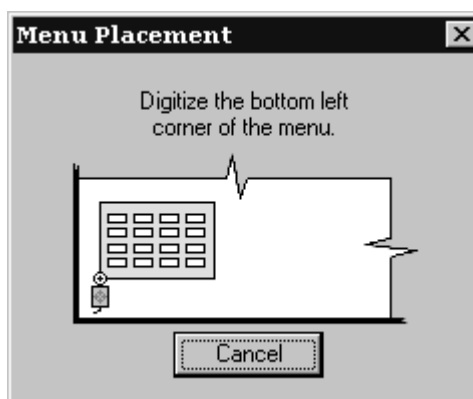 Menu Placement
Digitize the bottom left
corner of the menu.
Cancel